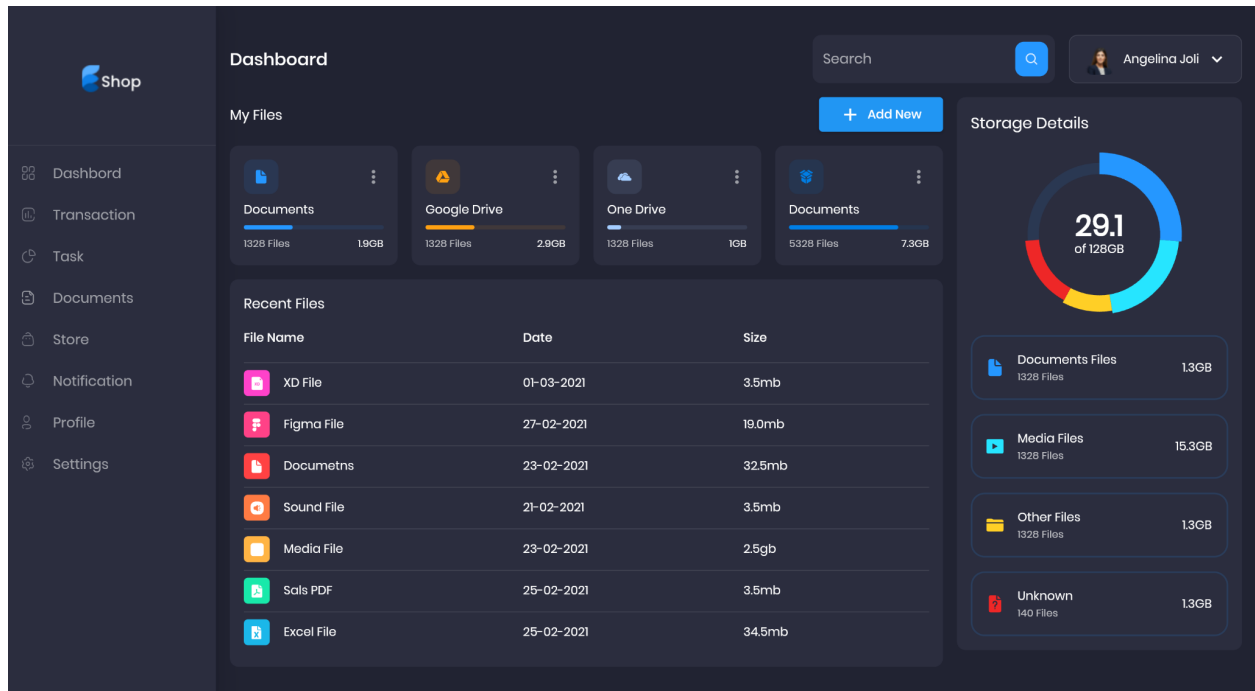 Shop
Dashbord
Transaction
Task
Documents
Store
Notification
Profile
Settings
Dashboard
Search
Angelina Joli
My Files
+ Add New
Documents
1328 Files 1.9GB
Google Drive
1328 Files 2.9GB
One Drive
1328 Files 1GB
Documents
5328 Files 7.3GB
Recent Files
File Name Date Size
XD File 01-03-2021 3.5mb
Figma File 27-02-2021 19.0mb
Documetns 23-02-2021 32.5mb
Sound File 21-02-2021 3.5mb
Media File 23-02-2021 2.5gb
Sals PDF 25-02-2021 3.5mb
Excel File 25-02-2021 34.5mb
Storage Details
29.1
of 128GB
Documents Files
1328 Files
1.3GB
Media Files
1328 Files
15.3GB
Other Files
1328 Files
1.3GB
Unknown
140 Files
1.3GB